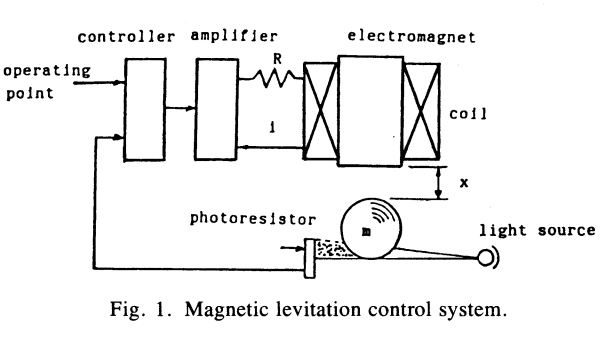 controller amplifier electromagnet
R
operating
point
i
coil
x
photoresistor
m
light source
Fig. 1. Magnetic levitation control system.